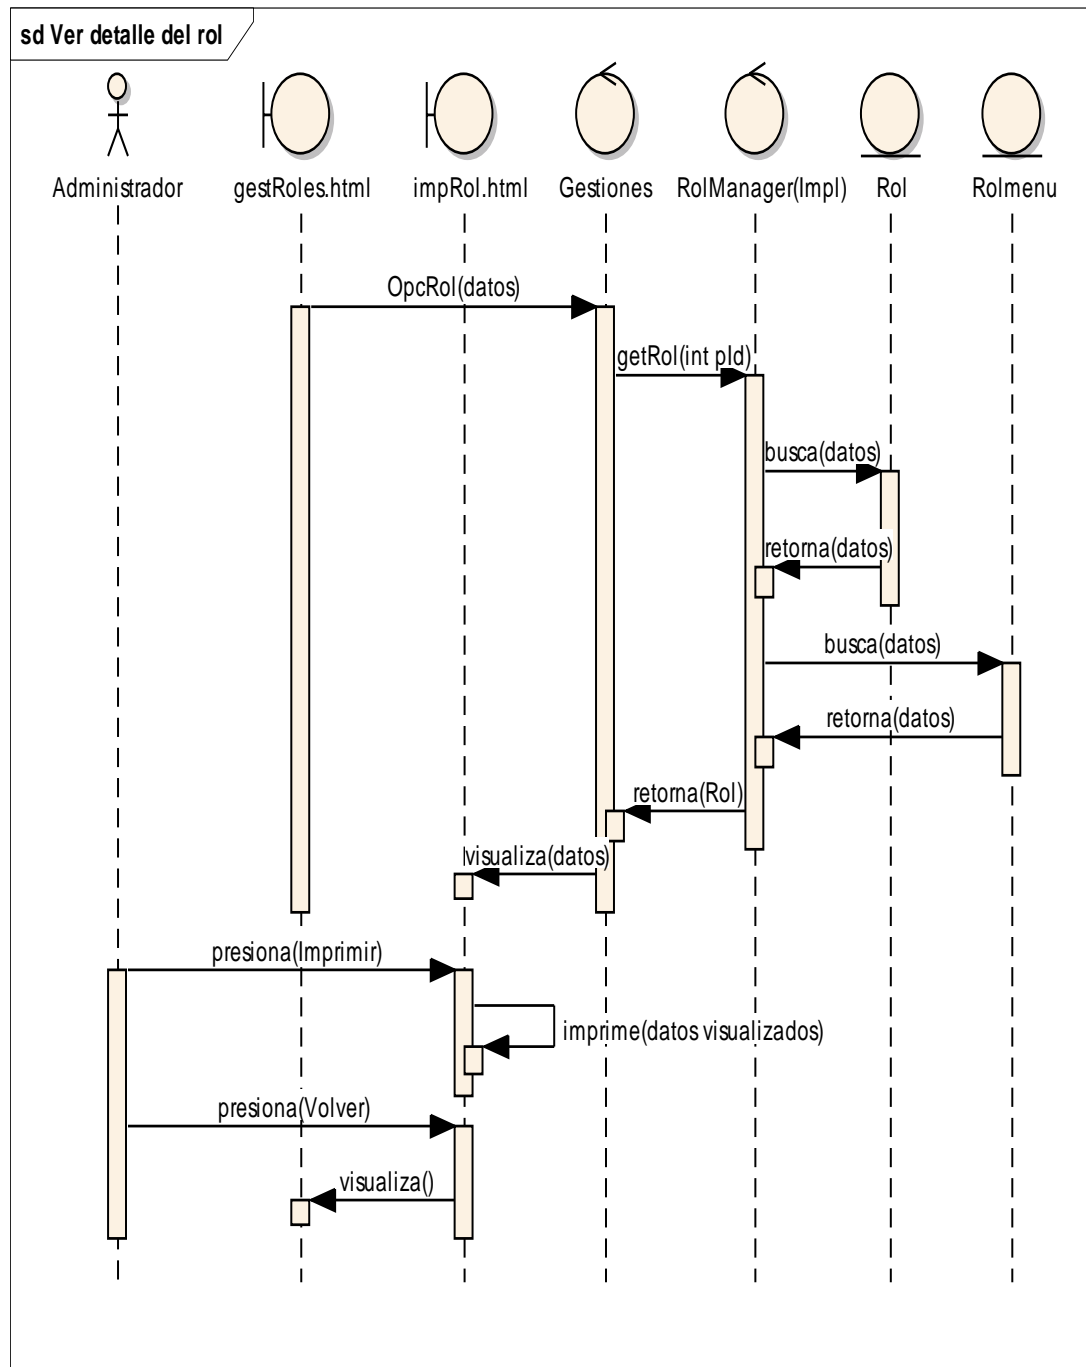 sd Ver detalle del rol
Administrador gestRoles.html impRol.html Gestiones RolManager(Impl) Rol Rolmenu
OpcRol(datos)
getRol(int pId)
busca(datos)
retorna(datos)
busca(datos)
retorna(datos)
retorna(Rol)
visualiza(datos)
presiona(Imprimir)
imprime(datos visualizados)
presiona(Volver)
visualiza()